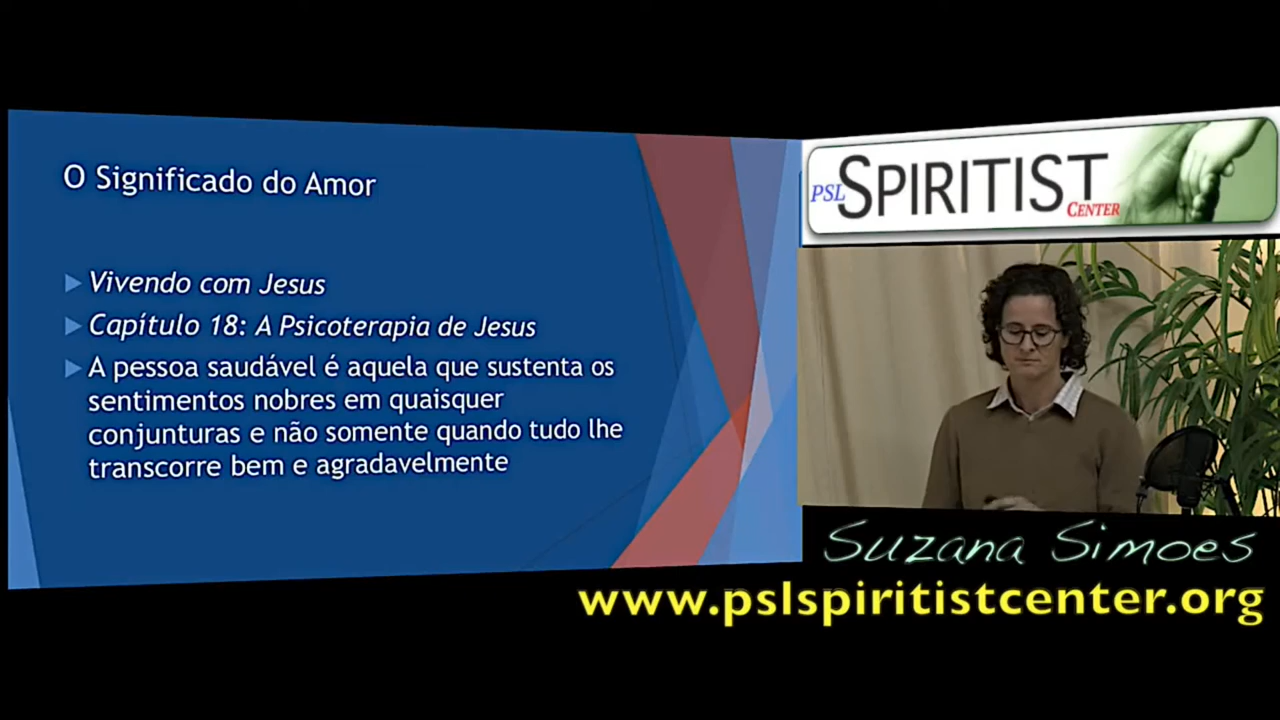 O Significado do Amor
Vivendo com Jesus
Capítulo 18: A Psicoterapia de Jesus
A pessoa saudável é aquela que sustenta os
sentimentos nobres em quaisquer
conjunturas e não somente quando tudo lhe
transcorre bem e agradavelmente
PSL SPIRITIST
CENTER
Suzana Simoes
www.pslspiritistcenter.org